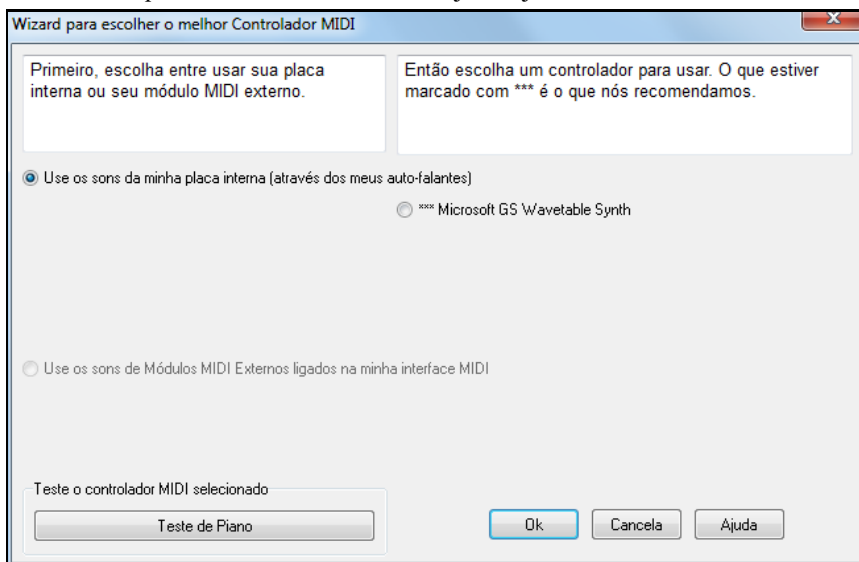 Wizard para escolher o melhor Controlador MIDI
Primeiro, escolha entre usar sua placa
interna ou seu módulo MIDI externo.
Então escolha um controlador para usar. O que estiver
marcado com *** é o que nós recomendamos.
Use os sons da minha placa interna (através dos meus auto-falantes)
*** Microsoft GS Wavetable Synth
Use os sons de Módulos MIDI Externos ligados na minha interface MIDI
Teste o controlador MIDI selecionado
Teste de Piano
Ok
Cancela
Ajuda